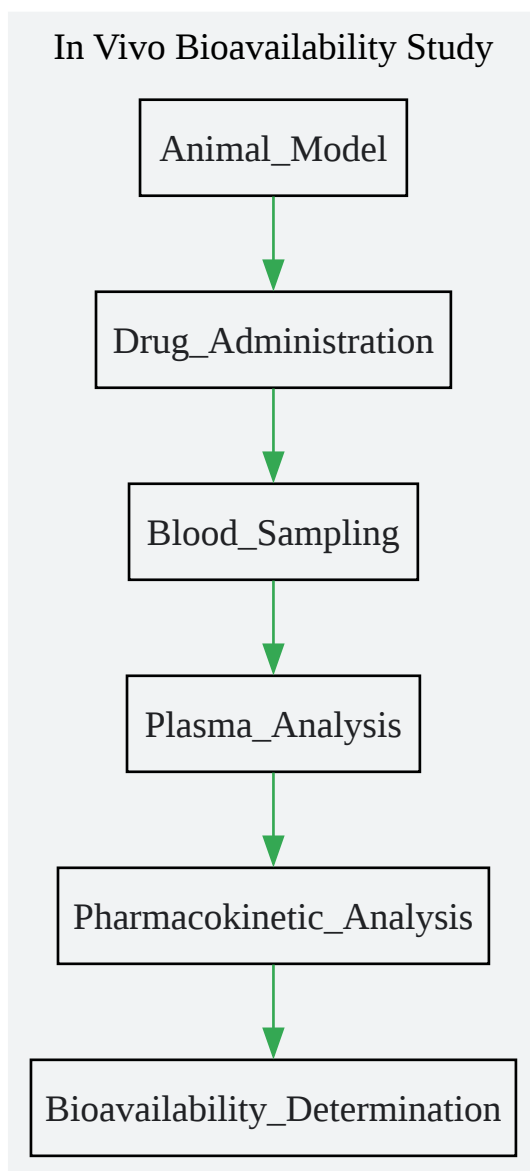 In Vivo Bioavailability Study
Animal_Model
Drug_Administration
Blood_Sampling
Plasma_Analysis
Pharmacokinetic_Analysis
Bioavailability_Determination